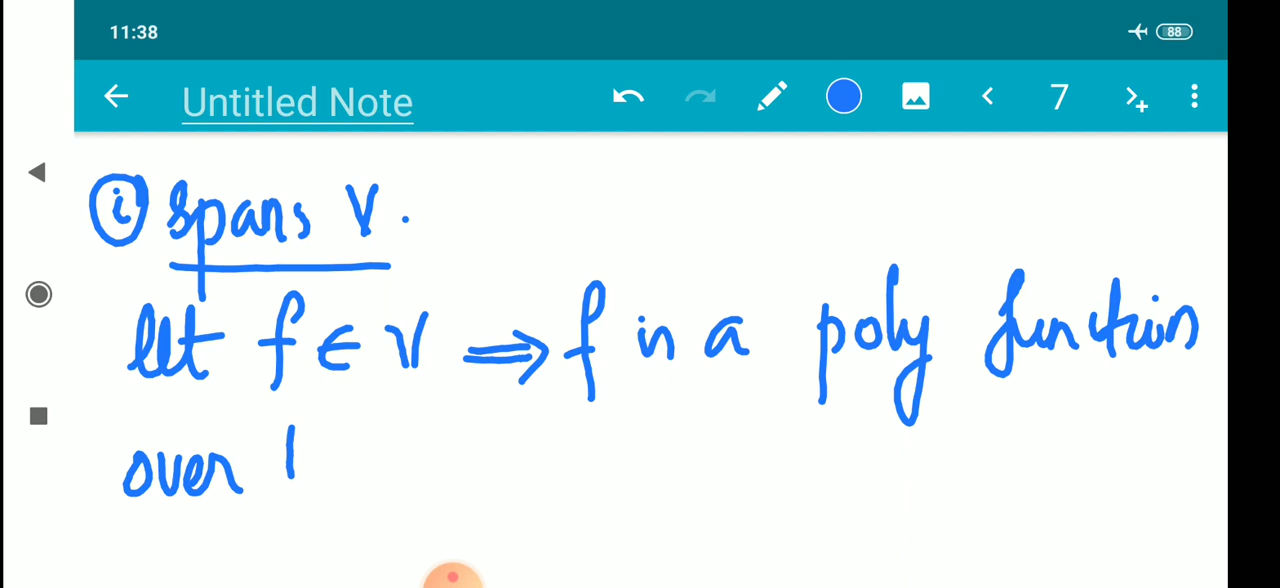 11:38
88
Untitled Note
7
i spans V.
let f ∈ V ⇒ f is a poly function
over